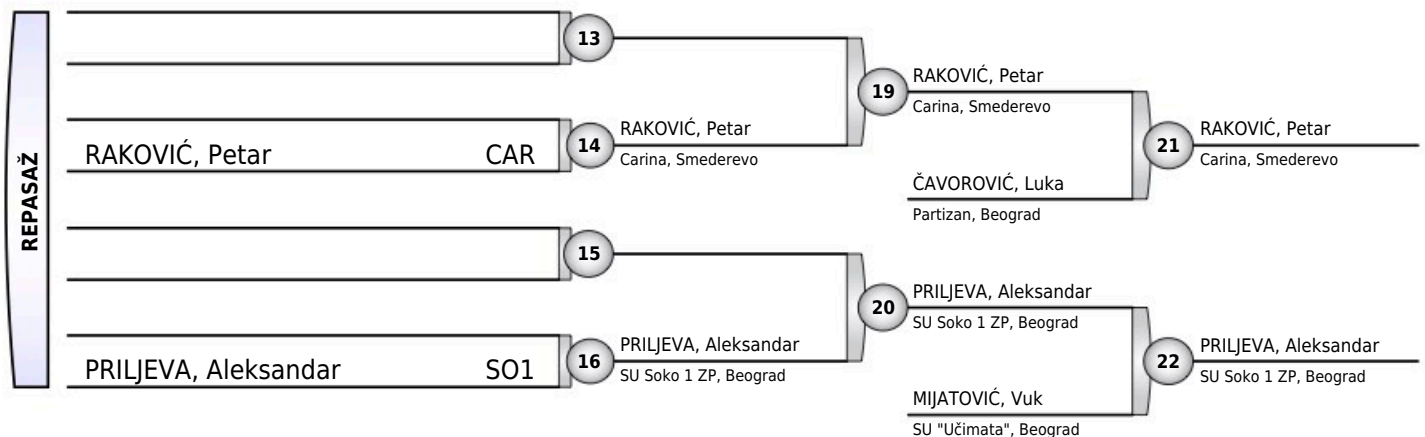 REPASAŽ
13
19
RAKOVIĆ, Petar
Carina, Smederevo
RAKOVIĆ, Petar CAR
14
RAKOVIĆ, Petar
Carina, Smederevo
21
RAKOVIĆ, Petar
Carina, Smederevo
ČAVOROVIĆ, Luka
Partizan, Beograd
15
20
PRILJEVA, Aleksandar
SU Soko 1 ZP, Beograd
PRILJEVA, Aleksandar SO1
16
PRILJEVA, Aleksandar
SU Soko 1 ZP, Beograd
22
PRILJEVA, Aleksandar
SU Soko 1 ZP, Beograd
MIJATOVIĆ, Vuk
SU "Učimata", Beograd